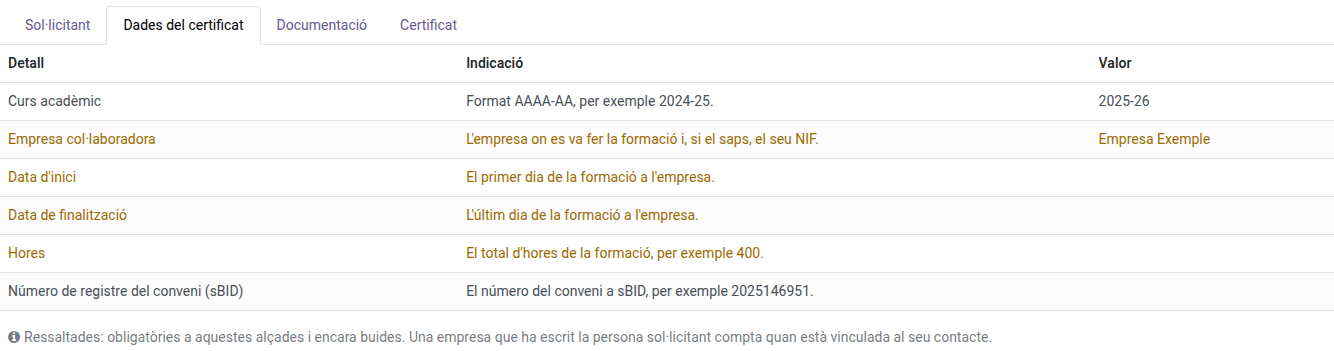 Sol·licitant Dades del certificat Documentació Certificat
Detall Indicació Valor
Curs acadèmic Format AAAA-AA, per exemple 2024-25. 2025-26
Empresa col·laboradora L'empresa on es va fer la formació i, si el saps, el seu NIF. Empresa Exemple
Data d'inici El primer dia de la formació a l'empresa.
Data de finalització L'últim dia de la formació a l'empresa.
Hores El total d'hores de la formació, per exemple 400.
Número de registre del conveni (sBID) El número del conveni a sBID, per exemple 2025146951.
Ressaltades: obligatòries a aquestes alçades i encara buides. Una empresa que ha escrit la persona sol·licitant compta quan està vinculada al seu contacte.